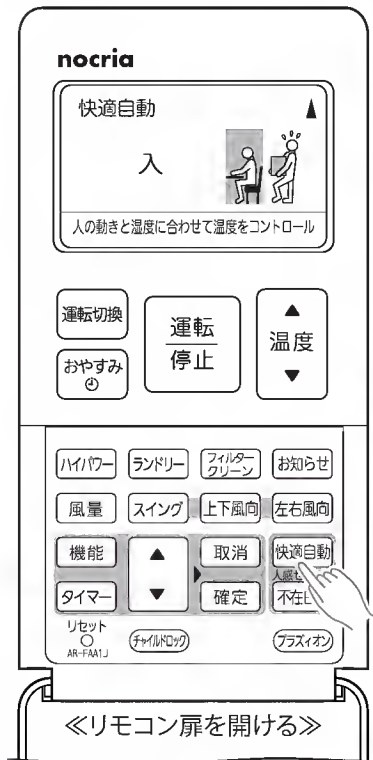 nocria
快適自動
入
人の動きと湿度に合わせて温度をコントロール
運転切換
おやすみ
運転
停止
温度
ハイパワー
ランドリー
フィルター
クリーン
お知らせ
風量
スイング
上下風向
左右風向
機能
取消
快適自動
タイマー
確定
リセット
AR-FAA1J
チャイルドロック
プラズィオン
≪リモコン扉を開ける≫